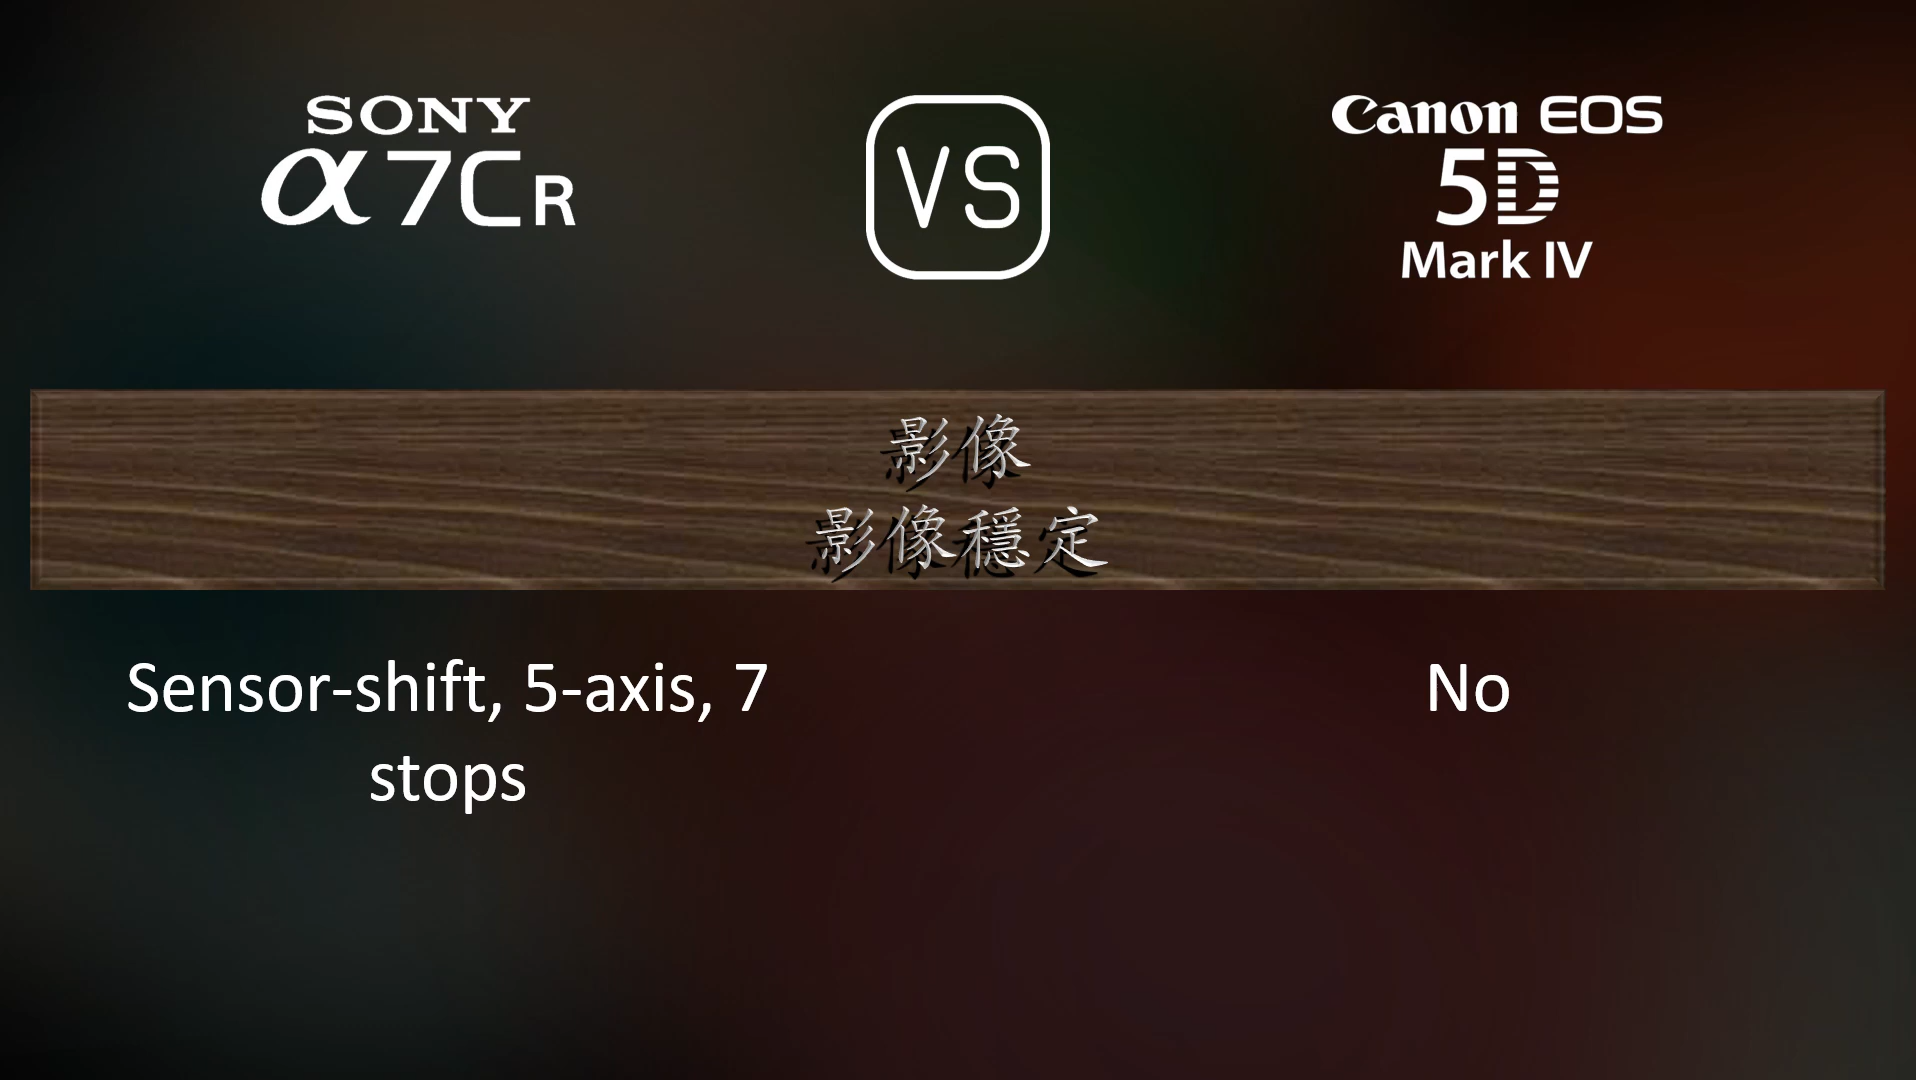 SONY
α7CR
VS
Canon EOS
5D
Mark IV
影像
影像穩定
Sensor-shift, 5-axis, 7
stops
No